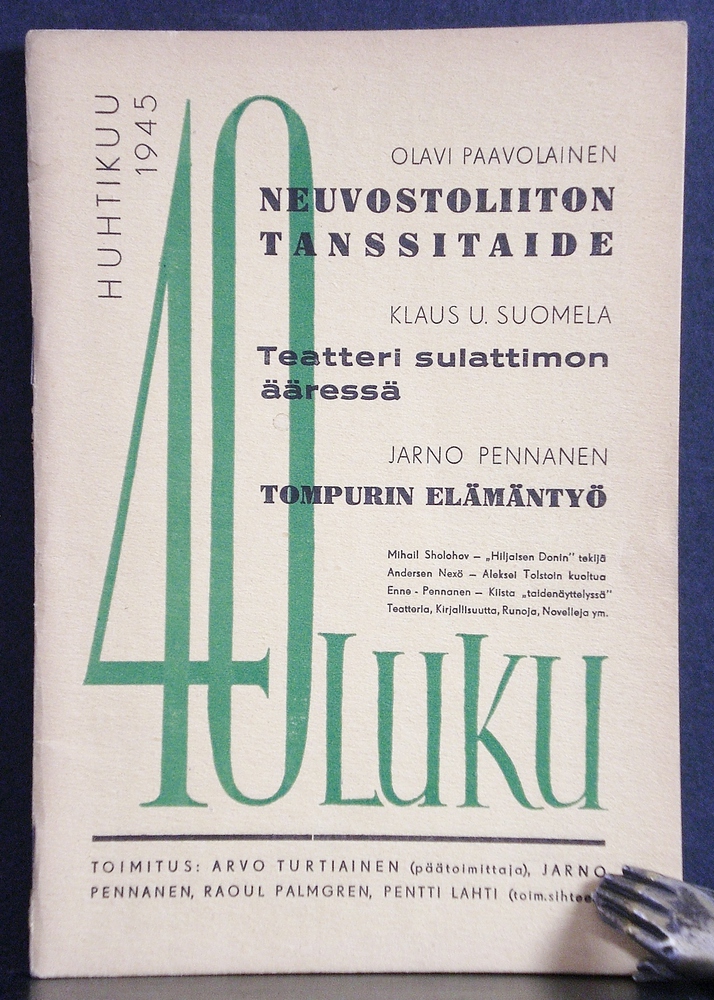 HUHTIKUU
1945
OLAVI PAAVOLAINEN
NEUVOSTOLIITON
TANSSITAIDE
KLAUS U. SUOMELA
Teatteri sulattimon
ääressä
JARNO PENNANEN
TOMPURIN ELÄMÄNTYÖ
Mihail Sholohov — „Hiljaisen Donin" tekijä
Andersen Nexö — Aleksei Tolstoin kuoltua
Enne - Pennanen — Kiista „taidenäyttelyssä"
Teatteria, Kirjallisuutta, Runoja, Novelleja ym.
40luku
TOIMITUS: ARVO TURTIAINEN (päätoimittaja), JARNO
PENNANEN, RAOUL PALMGREN, PENTTI LAHTI